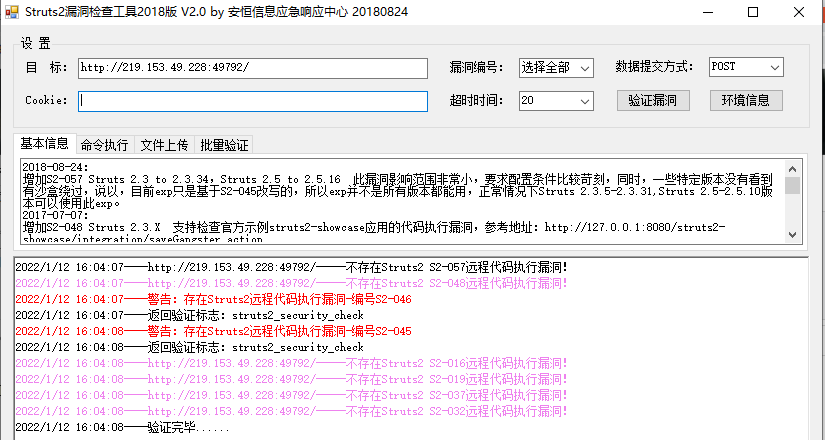 Struts2漏洞检查工具2018版 V2.0 by 安恒信息应急响应中心 20180824
设 置
目 标: http://219.153.49.228:49792/ 漏洞编号: 选择全部 数据提交方式: POST
Cookie: 超时时间: 20 验证漏洞 环境信息
基本信息 命令执行 文件上传 批量验证
2018-08-24:
增加S2-057 Struts 2.3 to 2.3.34，Struts 2.5 to 2.5.16 此漏洞影响范围非常小，要求配置条件比较苛刻，同时，一些特定版本没有看到
有沙盒绕过，说以，目前exp只是基于S2-045改写的，所以exp并不是所有版本都能用，正常情况下Struts 2.3.5-2.3.31,Struts 2.5-2.5.10版
本可以使用此exp。
2017-07-07:
增加S2-048 Struts 2.3.X 支持检查官方示例struts2-showcase应用的代码执行漏洞，参考地址：http://127.0.0.1:8080/struts2-
showcase/integration/saveGangster.action
2022/1/12 16:04:07——http://219.153.49.228:49792/——不存在Struts2 S2-057远程代码执行漏洞!
2022/1/12 16:04:07——http://219.153.49.228:49792/——不存在Struts2 S2-048远程代码执行漏洞!
2022/1/12 16:04:07——警告: 存在Struts2远程代码执行漏洞-编号S2-046
2022/1/12 16:04:07——返回验证标志: struts2_security_check
2022/1/12 16:04:08——警告: 存在Struts2远程代码执行漏洞-编号S2-045
2022/1/12 16:04:08——返回验证标志: struts2_security_check
2022/1/12 16:04:08——http://219.153.49.228:49792/——不存在Struts2 S2-016远程代码执行漏洞!
2022/1/12 16:04:08——http://219.153.49.228:49792/——不存在Struts2 S2-019远程代码执行漏洞!
2022/1/12 16:04:08——http://219.153.49.228:49792/——不存在Struts2 S2-037远程代码执行漏洞!
2022/1/12 16:04:08——http://219.153.49.228:49792/——不存在Struts2 S2-032远程代码执行漏洞!
2022/1/12 16:04:08——验证完毕......